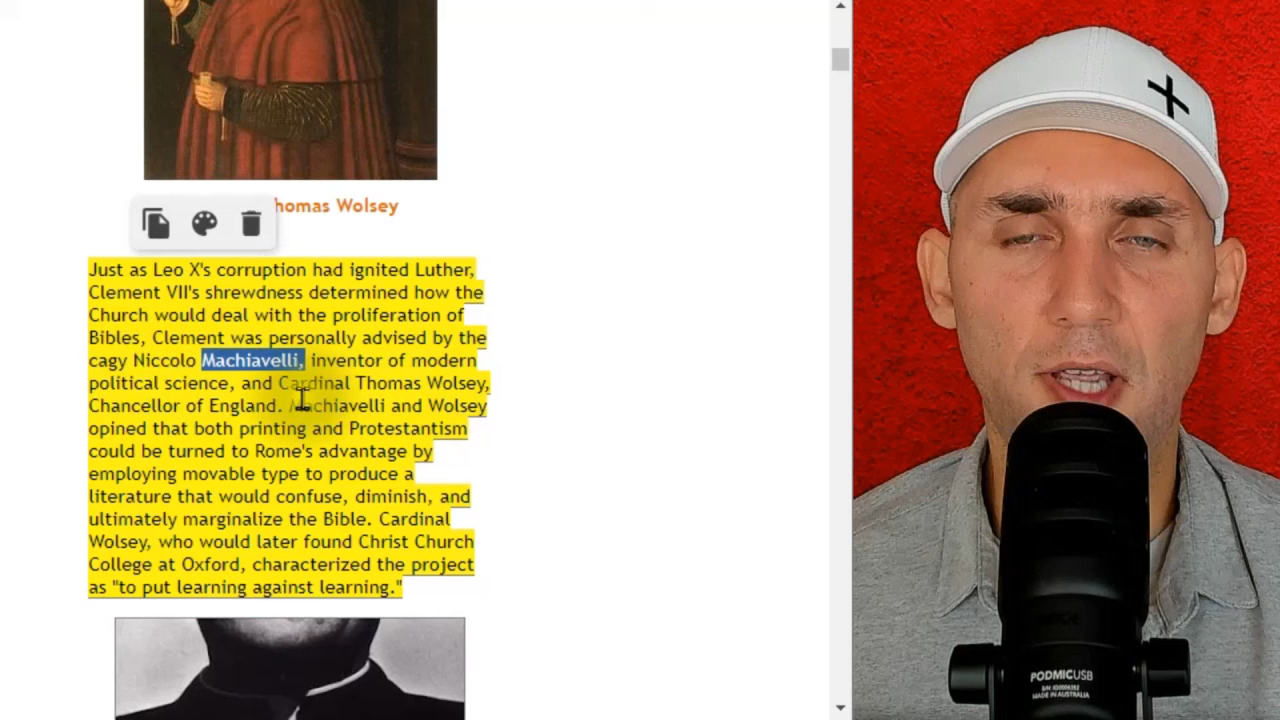 homas Wolsey
Just as Leo X's corruption had ignited Luther,
Clement VII's shrewdness determined how the
Church would deal with the proliferation of
Bibles, Clement was personally advised by the
cagy Niccolo Machiavelli, inventor of modern
political science, and Cardinal Thomas Wolsey,
Chancellor of England. Machiavelli and Wolsey
opined that both printing and Protestantism
could be turned to Rome's advantage by
employing movable type to produce a
literature that would confuse, diminish, and
ultimately marginalize the Bible. Cardinal
Wolsey, who would later found Christ Church
College at Oxford, characterized the project
as "to put learning against learning."
PODMICUSB
MADE IN AUSTRALIA